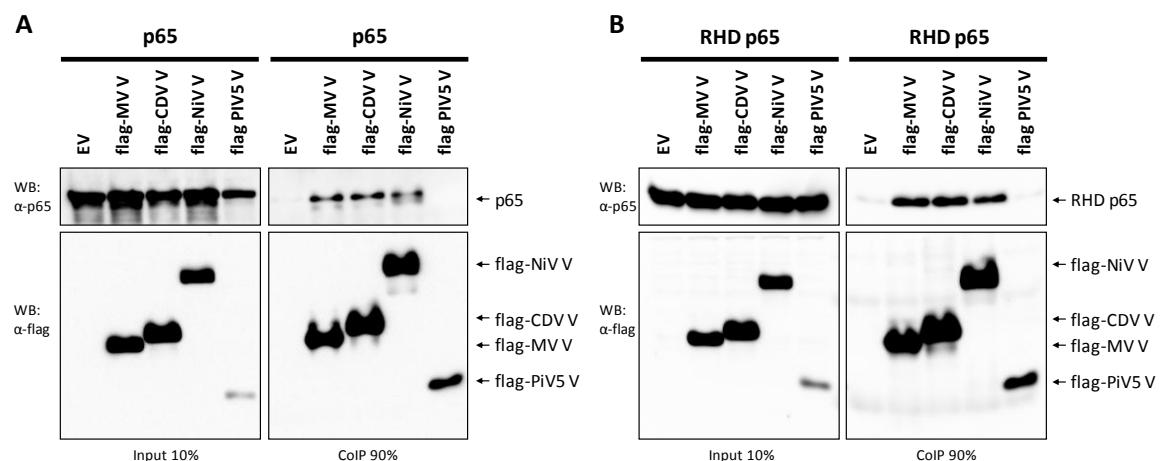 A
p65
p65
EV
flag-MV V
flag-CDV V
flag-NiV V
flag PIV5 V
EV
flag-MV V
flag-CDV V
flag-NiV V
flag PIV5 V
WB:
α-p65
p65
WB:
α-flag
flag-NiV V
flag-CDV V
flag-MV V
flag-PiV5 V
Input 10%
CoIP 90%
B
RHD p65
RHD p65
EV
flag-MV V
flag-CDV V
flag-NiV V
flag PIV5 V
EV
flag-MV V
flag-CDV V
flag-NiV V
flag PIV5 V
WB:
α-p65
RHD p65
WB:
α-flag
flag-NiV V
flag-CDV V
flag-MV V
flag-PiV5 V
Input 10%
CoIP 90%